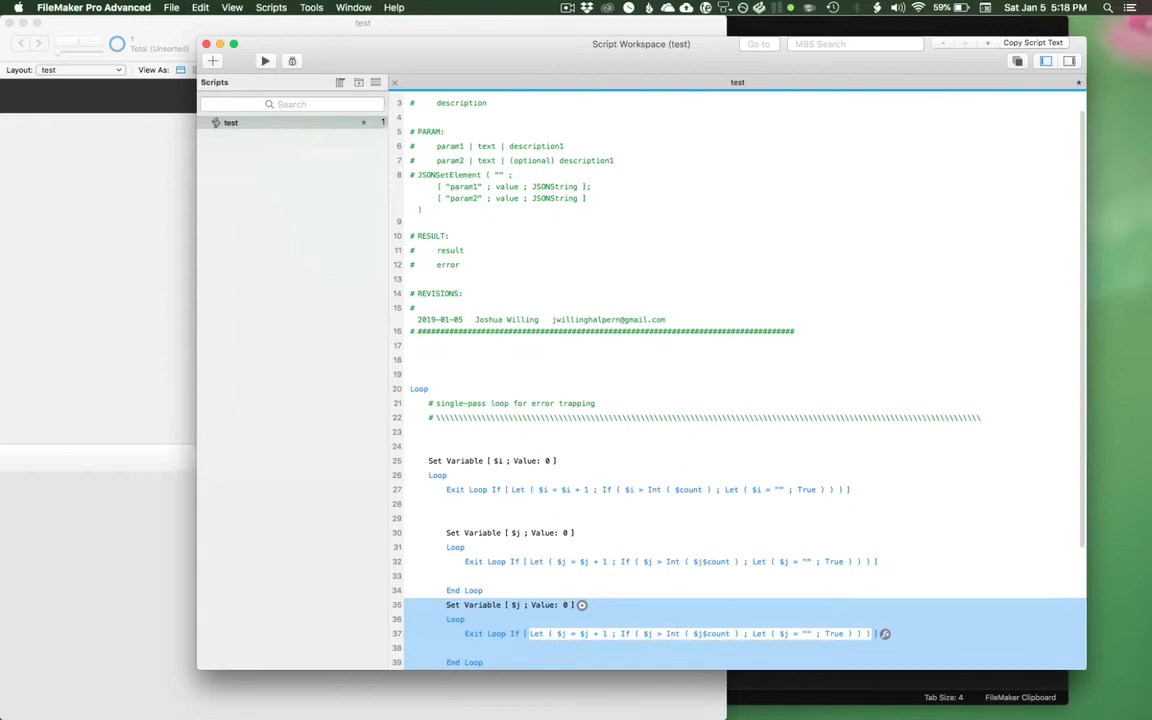 FileMaker Pro Advanced File Edit View Scripts Tools Window Help 59% Sat Jan 5 5:18 PM
test
1 1
Total (Unsorted)
Layout: test View As:
Script Workspace (test) Go to MBS Search - + Copy Script Text
Scripts
test
Search
test 1
3 # description
4
5 # PARAM:
6 # param1 | text | description1
7 # param2 | text | (optional) description1
8 # JSONSetElement ( "" ;
[ "param1" ; value ; JSONString ];
[ "param2" ; value ; JSONString ]
)
9
10 # RESULT:
11 # result
12 # error
13
14 # REVISIONS:
15 #
2019-01-05 Joshua Willing jwillinghalpern@gmail.com
16 # ####################################################################################
17
18
19
20 Loop
21 # single-pass loop for error trapping
22 # \\\\\\\\\\\\\\\\\\\\\\\\\\\\\\\\\\\\\\\\\\\\\\\\\\\\\\\\\\\\\\\\\\\\\\\\\\\\\\\\\\\\\\\\\\\\\\\\\\\\\\\\\\\\\\\\\\\\\\\\
23
24
25 Set Variable [ $i ; Value: 0 ]
26 Loop
27 Exit Loop If [ Let ( $i = $i + 1 ; If ( $i > Int ( $count ) ; Let ( $i = "" ; True ) ) ) ]
28
29
30 Set Variable [ $j ; Value: 0 ]
31 Loop
32 Exit Loop If [ Let ( $j = $j + 1 ; If ( $j > Int ( $j$count ) ; Let ( $j = "" ; True ) ) ) ]
33
34 End Loop
35 Set Variable [ $j ; Value: 0 ]
36 Loop
37 Exit Loop If [ Let ( $j = $j + 1 ; If ( $j > Int ( $j$count ) ; Let ( $j = "" ; True ) ) ) ]
38
39 End Loop
Tab Size: 4 FileMaker Clipboard